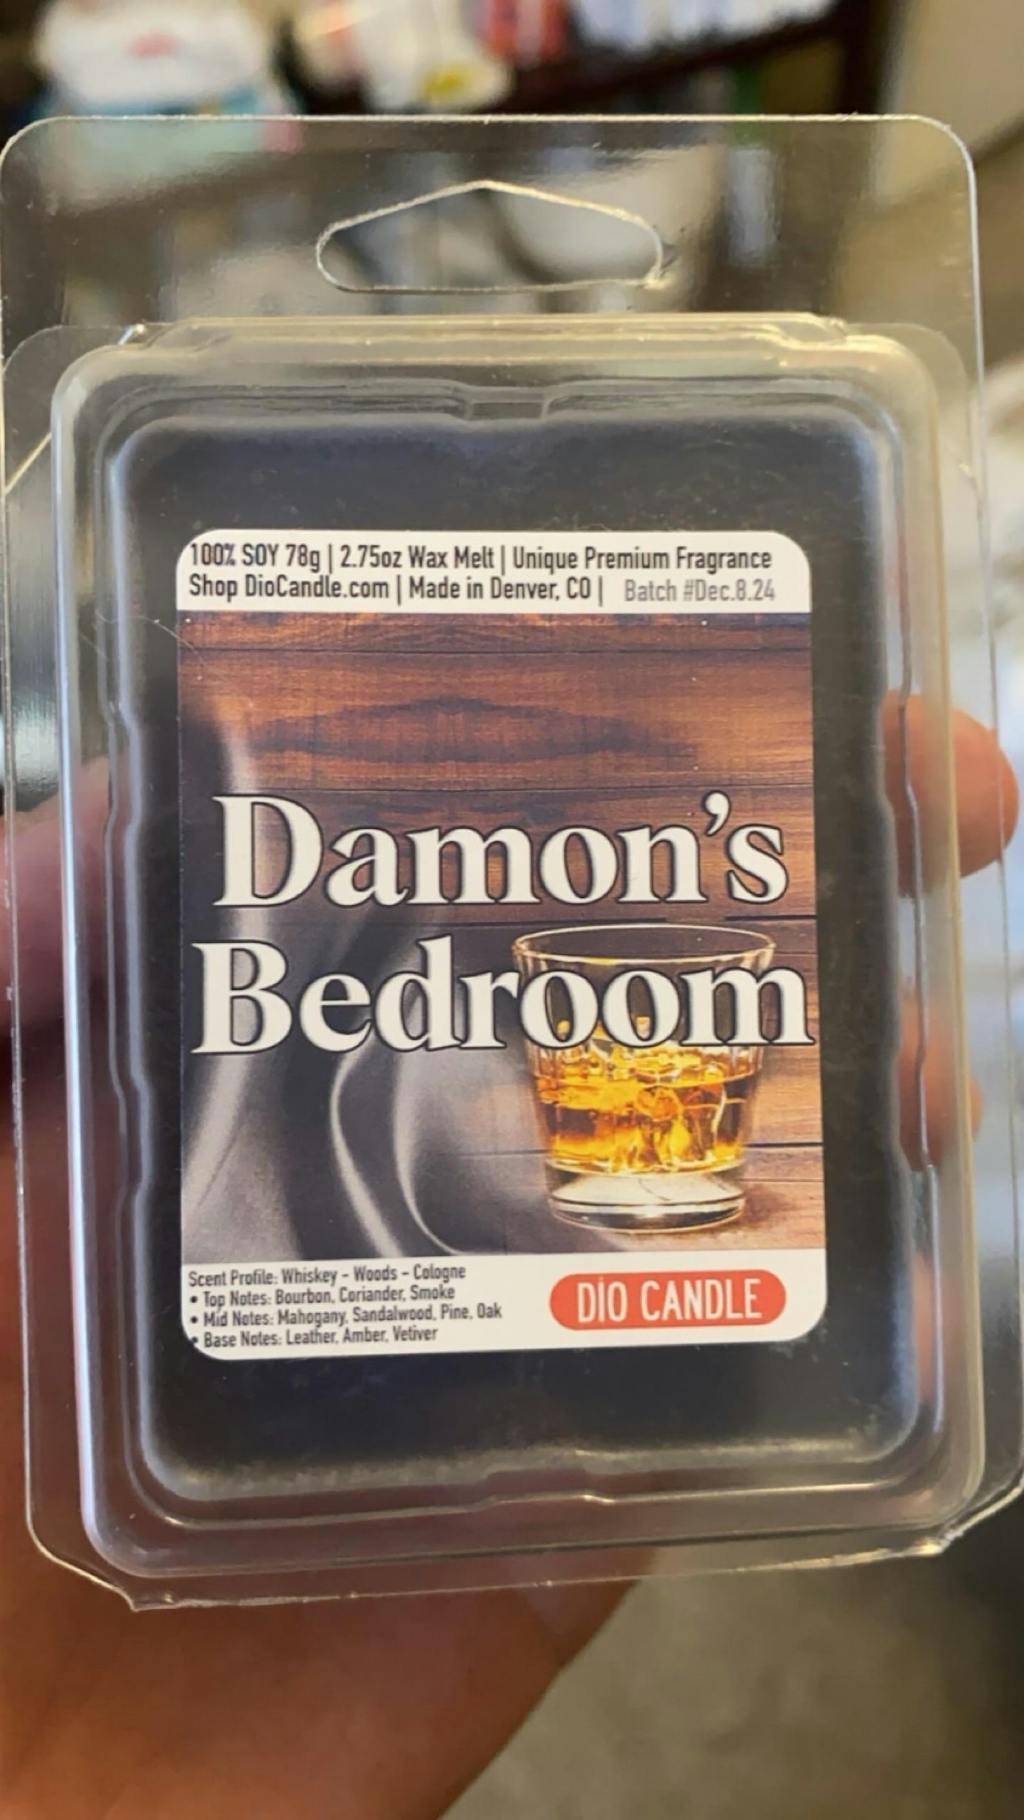 100% SOY 78g | 2.75oz Wax Melt | Unique Premium Fragrance
Shop DioCandle.com | Made in Denver, CO | Batch #Dec.8.24
Damon's
Bedroom
Scent Profile: Whiskey - Woods - Cologne
• Top Notes: Bourbon, Coriander, Smoke
• Mid Notes: Mahogany, Sandalwood, Pine, Oak
• Base Notes: Leather, Amber, Vetiver
DIO CANDLE